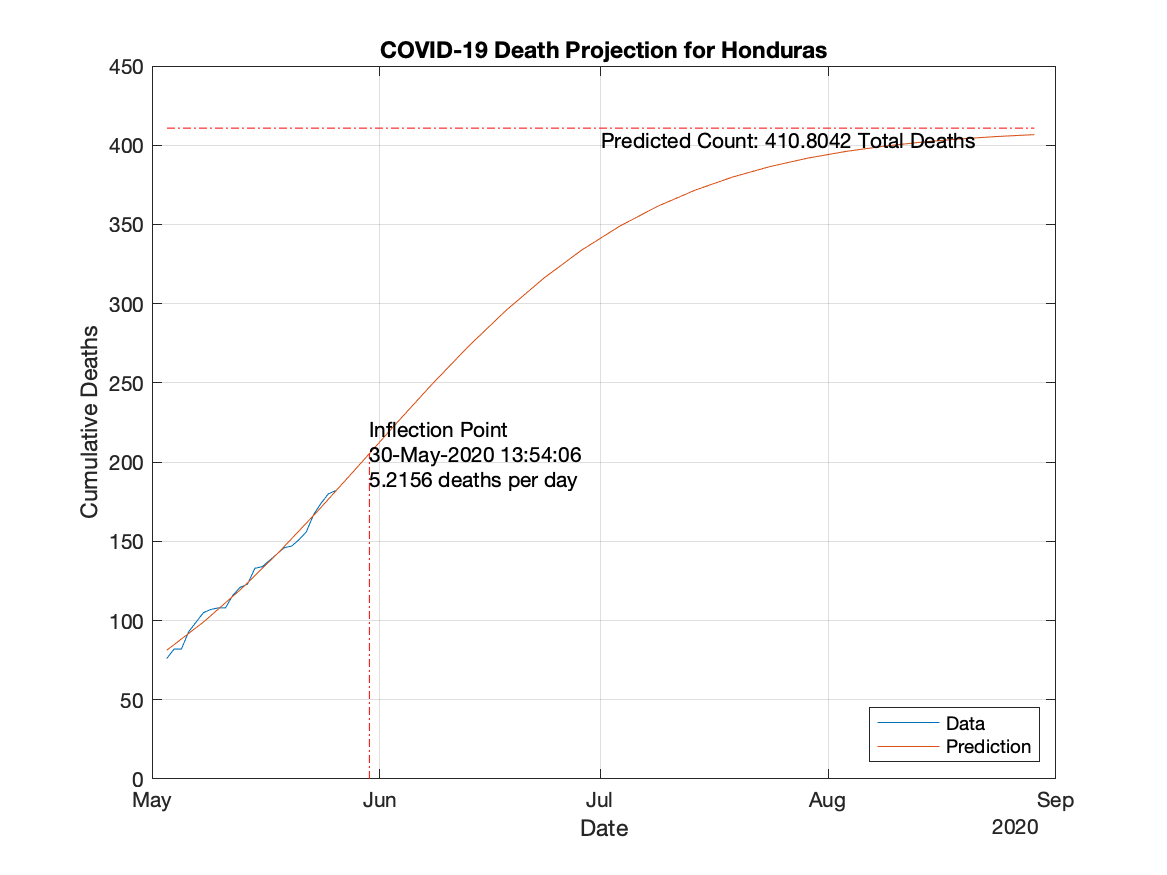 COVID-19 Death Projection for Honduras
450
400
350
300
250
200
150
100
50
0
Cumulative Deaths
Predicted Count: 410.8042 Total Deaths
Inflection Point
30-May-2020 13:54:06
5.2156 deaths per day
Data
Prediction
May Jun Jul Aug Sep
Date
2020